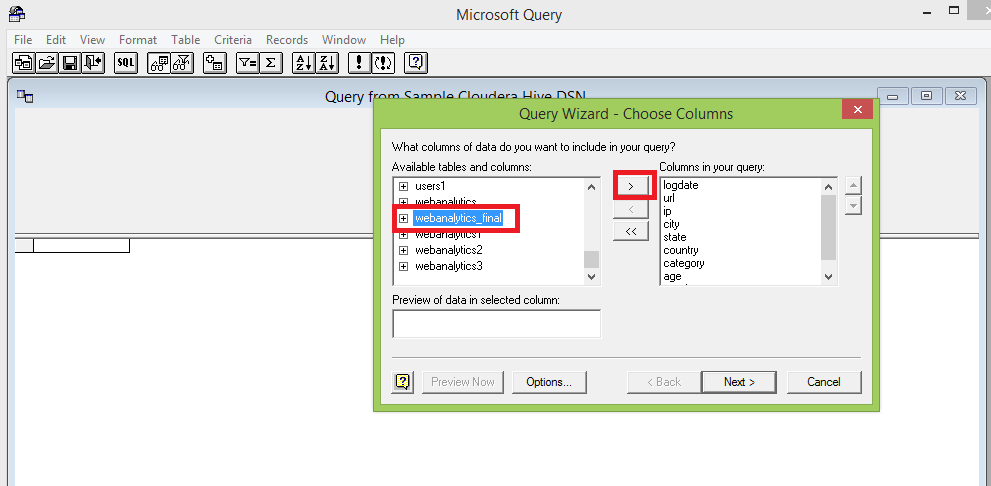 Microsoft Query
File Edit View Format Table Criteria Records Window Help
SQL
Query from Sample Cloudera Hive DSN
Query Wizard - Choose Columns
What columns of data do you want to include in your query?
Available tables and columns:
users1
webanalytics
webanalytics_final
webanalytics1
webanalytics2
webanalytics3
>
<
<<
Columns in your query:
logdate
url
ip
city
state
country
category
age
Preview of data in selected column:
Preview Now
Options...
< Back
Next >
Cancel